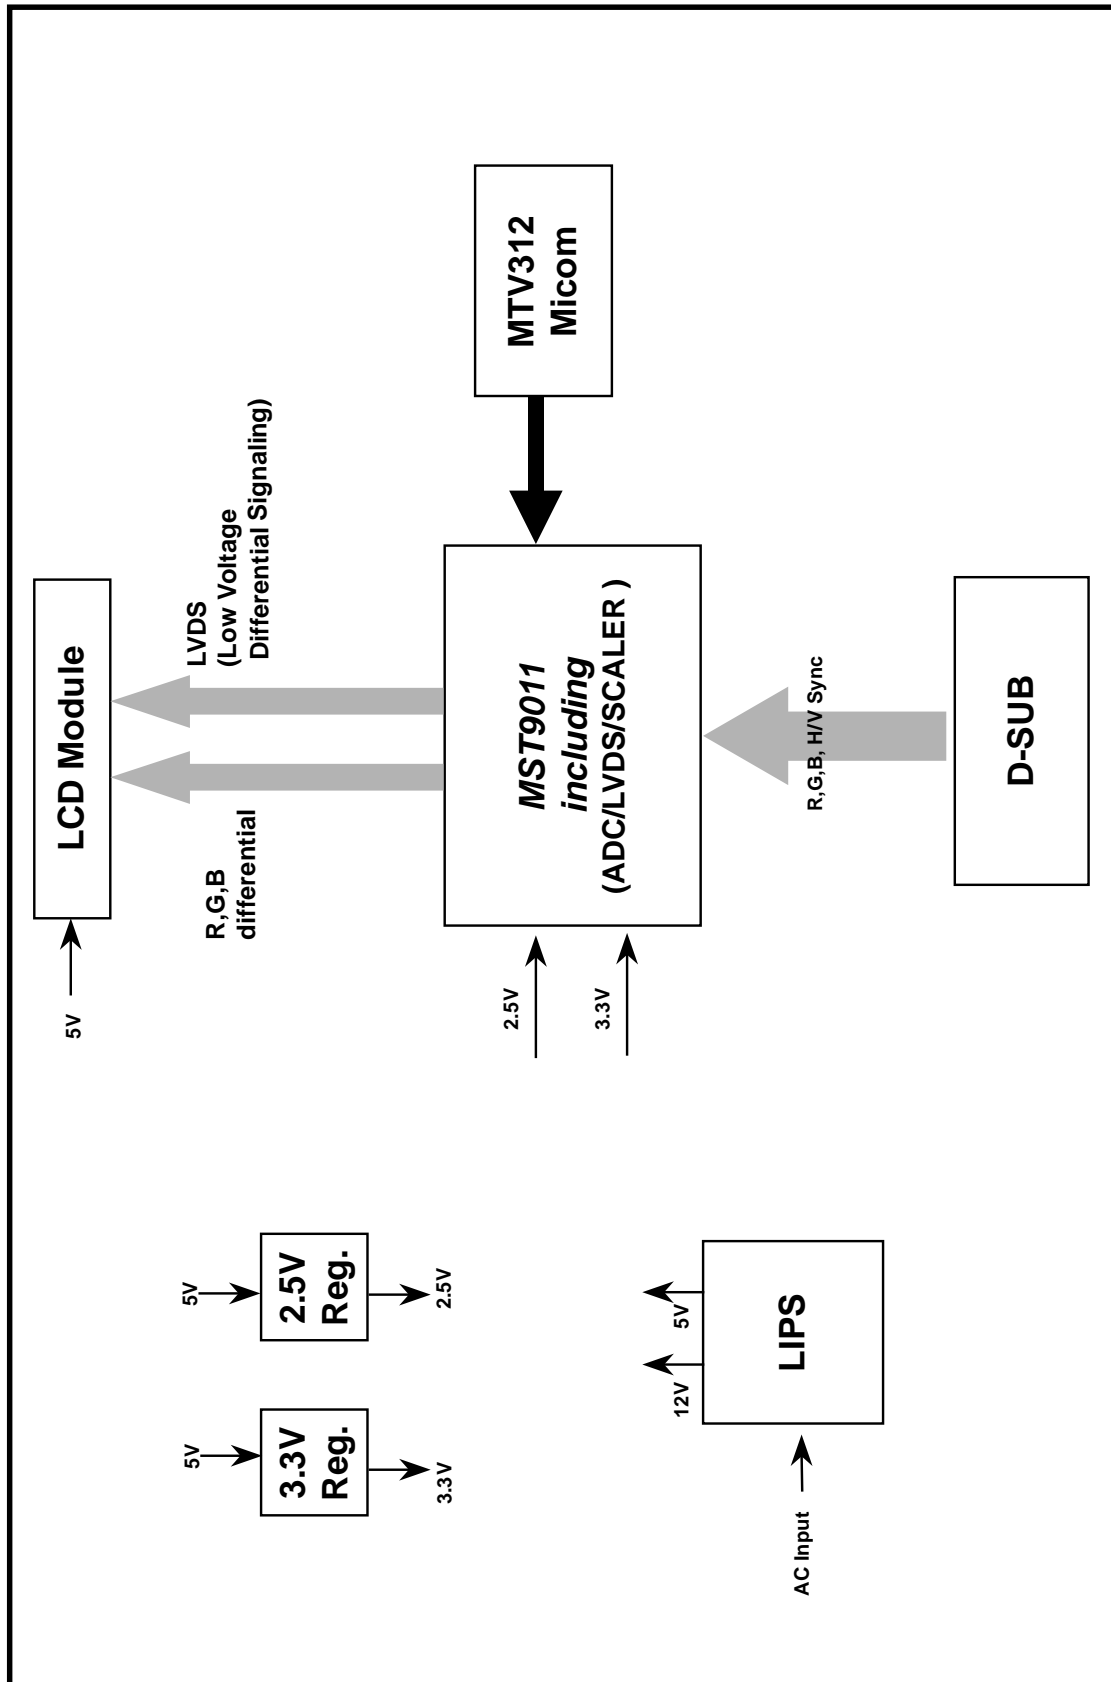 LCD Module
5V
R,G,B
differential
LVDS
(Low Voltage
Differential Signaling)
MTV312
Micom
MST9011
including
(ADC/LVDS/SCALER )
2.5V
3.3V
R,G,B, H/V Sync
D-SUB
5V
3.3V
Reg.
3.3V
5V
2.5V
Reg.
2.5V
12V
5V
LIPS
AC Input